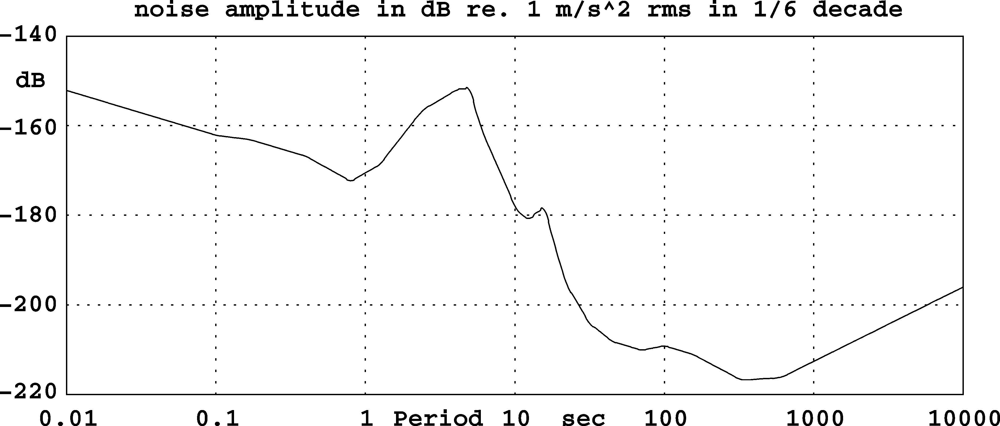 noise amplitude in dB re. 1 m/s^2 rms in 1/6 decade
-140
dB
-160
-180
-200
-220
0.01 0.1 1 Period 10 sec 100 1000 10000